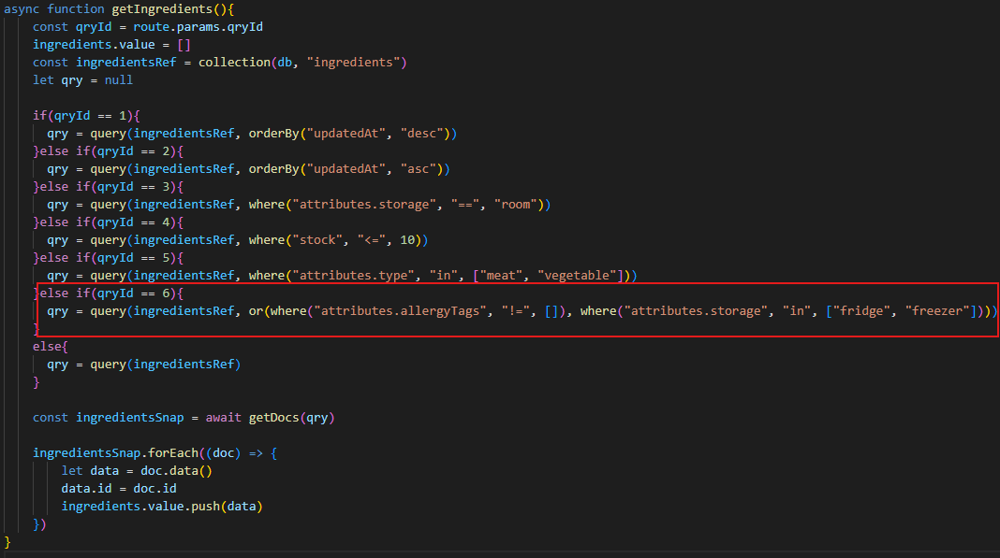 async function getIngredients(){
const qryId = route.params.qryId
ingredients.value = []
const ingredientsRef = collection(db, "ingredients")
let qry = null
if(qryId == 1){
qry = query(ingredientsRef, orderBy("updatedAt", "desc"))
}else if(qryId == 2){
qry = query(ingredientsRef, orderBy("updatedAt", "asc"))
}else if(qryId == 3){
qry = query(ingredientsRef, where("attributes.storage", "==", "room"))
}else if(qryId == 4){
qry = query(ingredientsRef, where("stock", "<=", 10))
}else if(qryId == 5){
qry = query(ingredientsRef, where("attributes.type", "in", ["meat", "vegetable"]))
}else if(qryId == 6){
qry = query(ingredientsRef, or(where("attributes.allergyTags", "!=", []), where("attributes.storage", "in", ["fridge", "freezer"])))
}
else{
qry = query(ingredientsRef)
}
const ingredientsSnap = await getDocs(qry)
ingredientsSnap.forEach((doc) => {
let data = doc.data()
data.id = doc.id
ingredients.value.push(data)
})
}